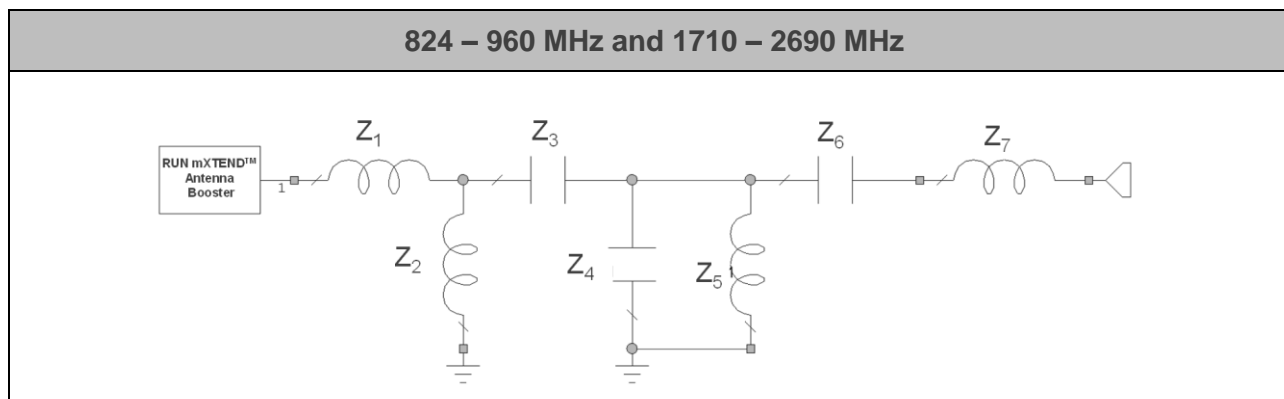 824 – 960 MHz and 1710 – 2690 MHz
Z1
Z3
Z6
Z7
RUN mXTEND™
Antenna
Booster
1
Z2
Z4
Z5
1